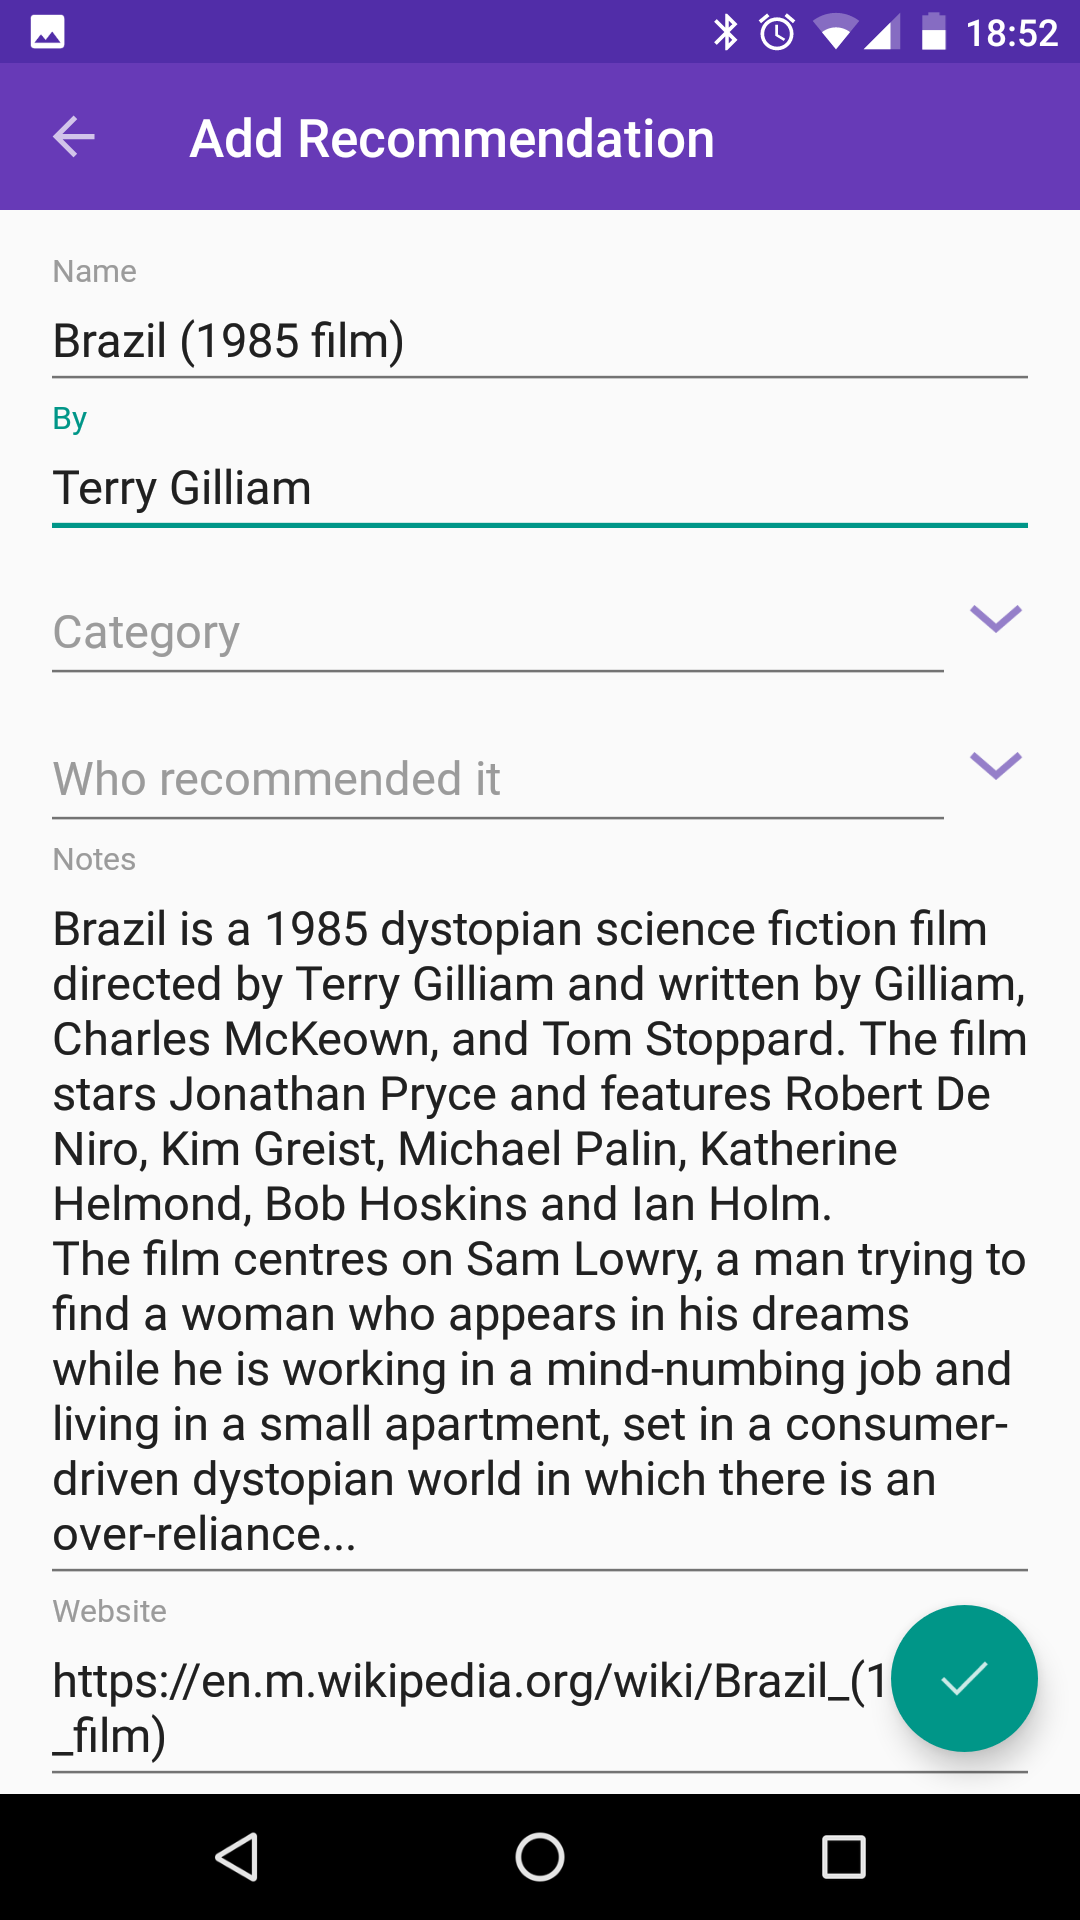 18:52
Add Recommendation
Name
Brazil (1985 film)
By
Terry Gilliam
Category
Who recommended it
Notes
Brazil is a 1985 dystopian science fiction film
directed by Terry Gilliam and written by Gilliam,
Charles McKeown, and Tom Stoppard. The film
stars Jonathan Pryce and features Robert De
Niro, Kim Greist, Michael Palin, Katherine
Helmond, Bob Hoskins and Ian Holm.
The film centres on Sam Lowry, a man trying to
find a woman who appears in his dreams
while he is working in a mind-numbing job and
living in a small apartment, set in a consumer-
driven dystopian world in which there is an
over-reliance...
Website
https://en.m.wikipedia.org/wiki/Brazil_(1
_film)